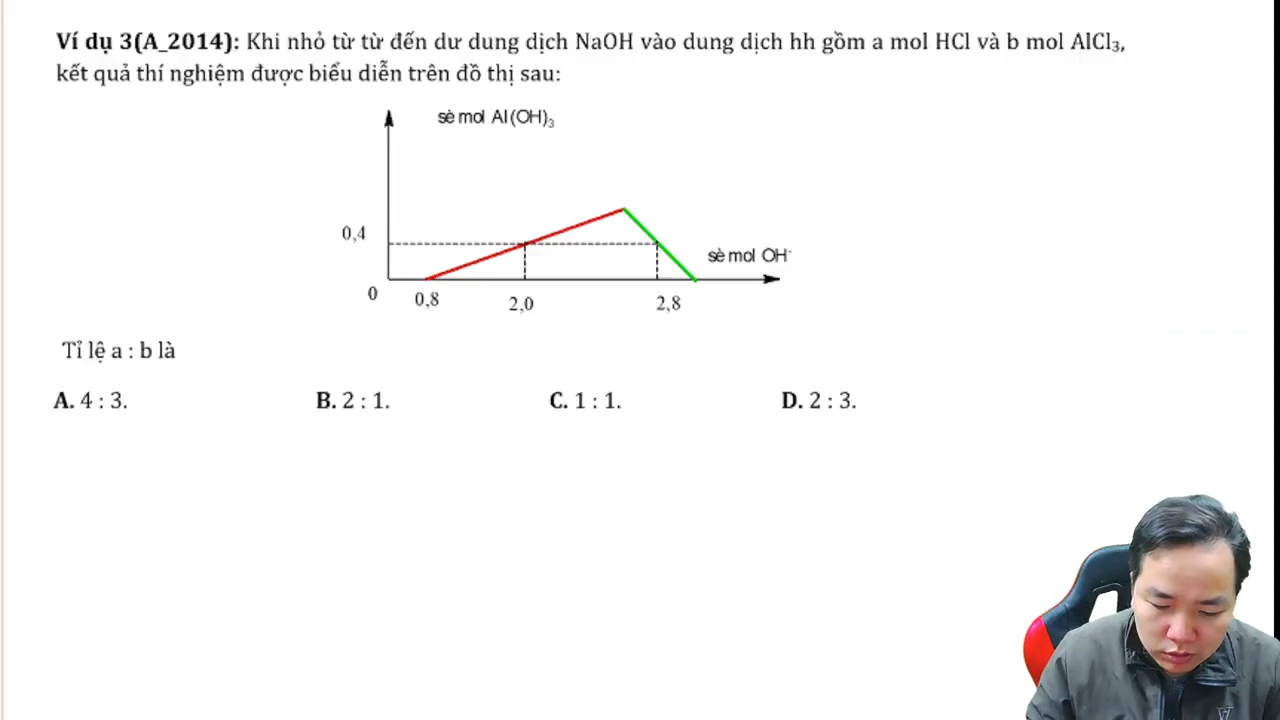 Ví dụ 3(A_2014): Khi nhỏ từ từ đến dư dung dịch NaOH vào dung dịch hh gồm a mol HCl và b mol AlCl₃,
kết quả thí nghiệm được biểu diễn trên đồ thị sau:
sè mol Al(OH)₃
0,4
sè mol OH⁻
0
0,8
2,0
2,8
Tỉ lệ a : b là
A. 4 : 3. B. 2 : 1. C. 1 : 1. D. 2 : 3.